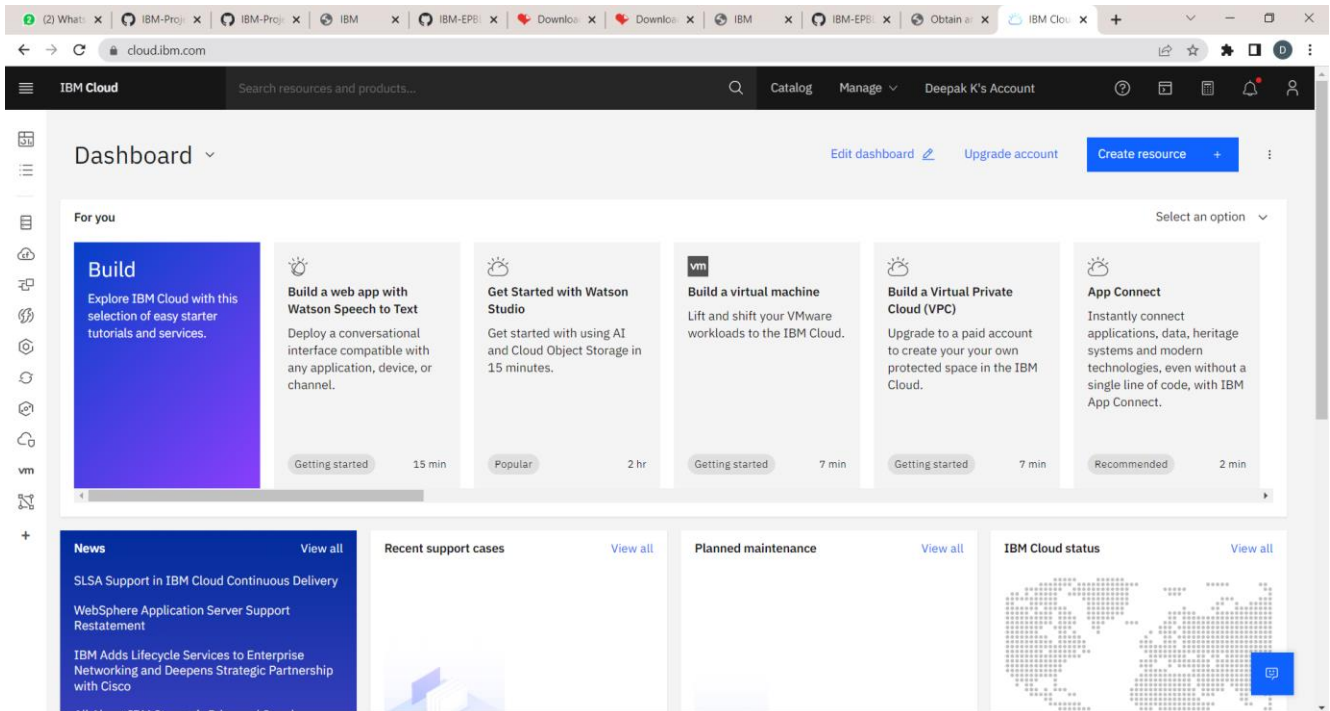 (2) Whats
IBM-Proje
IBM-Proje
IBM
IBM-EPBL
Downloa
Downloa
IBM
IBM-EPBL
Obtain a
IBM Clou
cloud.ibm.com
D
IBM Cloud
Search resources and products...
Catalog
Manage
Deepak K's Account
Dashboard
Edit dashboard
Upgrade account
Create resource +
For you
Select an option
Build
Explore IBM Cloud with this
selection of easy starter
tutorials and services.
Build a web app with
Watson Speech to Text
Deploy a conversational
interface compatible with
any application, device, or
channel.
Getting started 15 min
Get Started with Watson
Studio
Get started with using AI
and Cloud Object Storage in
15 minutes.
Popular 2 hr
vm
Build a virtual machine
Lift and shift your VMware
workloads to the IBM Cloud.
Getting started 7 min
Build a Virtual Private
Cloud (VPC)
Upgrade to a paid account
to create your your own
protected space in the IBM
Cloud.
Getting started 7 min
App Connect
Instantly connect
applications, data, heritage
systems and modern
technologies, even without a
single line of code, with IBM
App Connect.
Recommended 2 min
vm
News View all
SLSA Support in IBM Cloud Continuous Delivery
WebSphere Application Server Support
Restatement
IBM Adds Lifecycle Services to Enterprise
Networking and Deepens Strategic Partnership
with Cisco
Recent support cases View all
Planned maintenance View all
IBM Cloud status View all